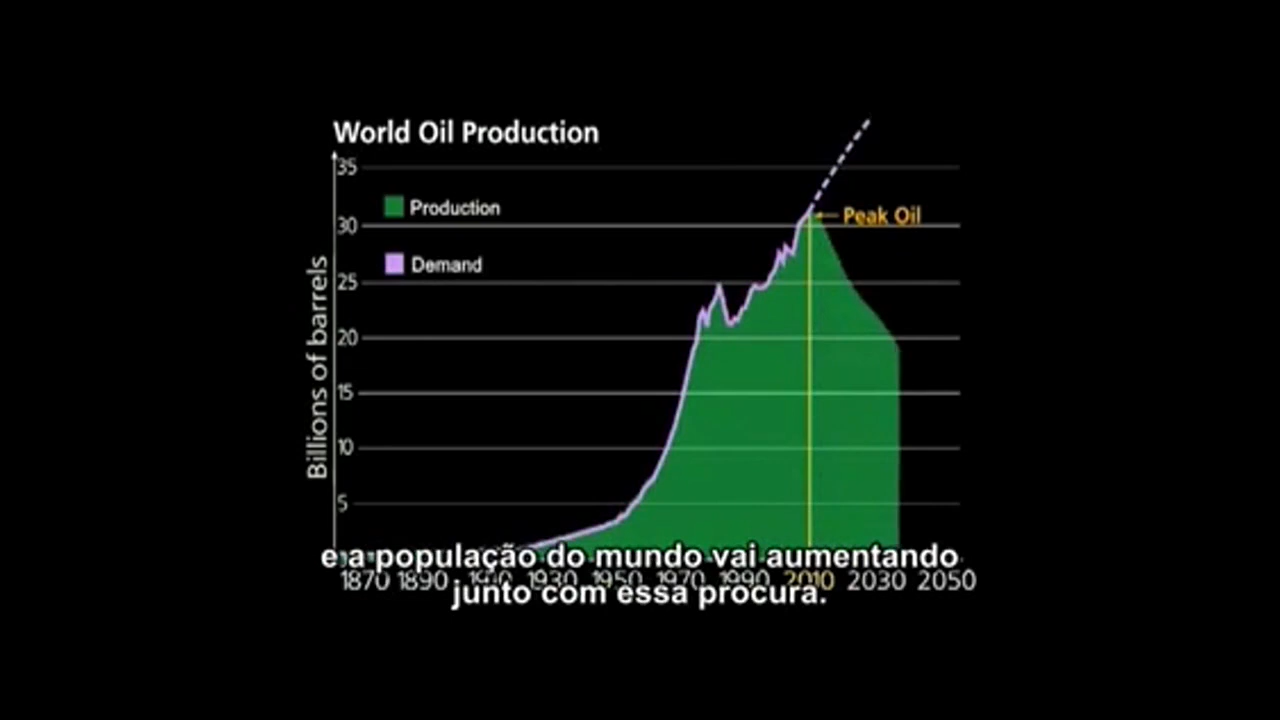 World Oil Production
35
Production
30
Peak Oil
Demand
25
20
15
10
5
Billions of barrels
e a população do mundo vai aumentando
1870 1890 1930 1950 1970 1990 2010 2030 2050
junto com essa procura.